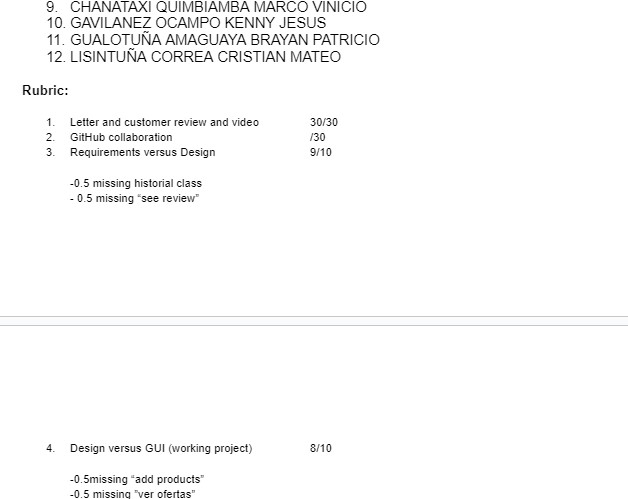 9. CHANATAXI QUIMBIAMBA MARCO VINICIO
10. GAVILANEZ OCAMPO KENNY JESUS
11. GUALOTUÑA AMAGUAYA BRAYAN PATRICIO
12. LISINTUÑA CORREA CRISTIAN MATEO
Rubric:
1. Letter and customer review and video 30/30
2. GitHub collaboration /30
3. Requirements versus Design 9/10
-0.5 missing historial class
- 0.5 missing “see review”
4. Design versus GUI (working project) 8/10
-0.5missing “add products”
-0.5 missing ”ver ofertas”